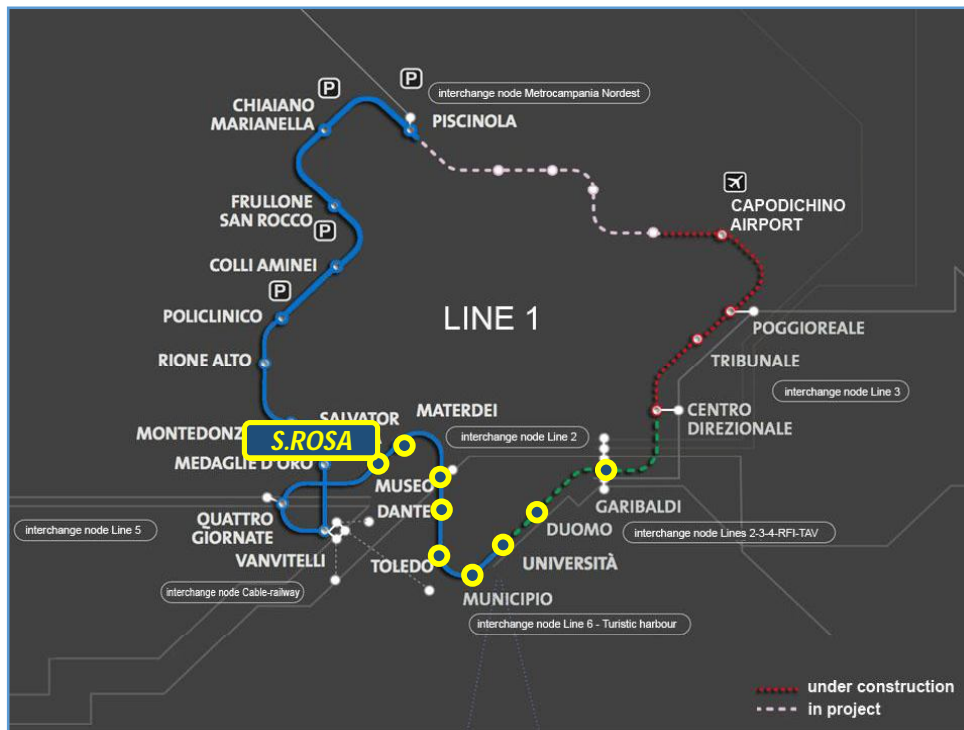 P
P
interchange node Metrocampania Nordest
CHIAIANO
MARIANELLA
PISCINOLA
CAPODICHINO
AIRPORT
FRULLONE
SAN ROCCO
P
COLLI AMINEI
P
POLICLINICO
LINE 1
POGGIOREALE
RIONE ALTO
TRIBUNALE
interchange node Line 3
SALVATOR
MATERDEI
CENTRO
DIREZIONALE
MONTEDONZ
S.ROSA
interchange node Line 2
MEDAGLIE D'ORO
MUSEO
GARIBALDI
DANTE
QUATTRO
GIORNATE
DUOMO
interchange node Line 5
interchange node Lines 2-3-4-RFI-TAV
VANVITELLI
TOLEDO
UNIVERSITÀ
interchange node Cable-railway
MUNICIPIO
interchange node Line 6 - Turistic harbour
under construction
in project